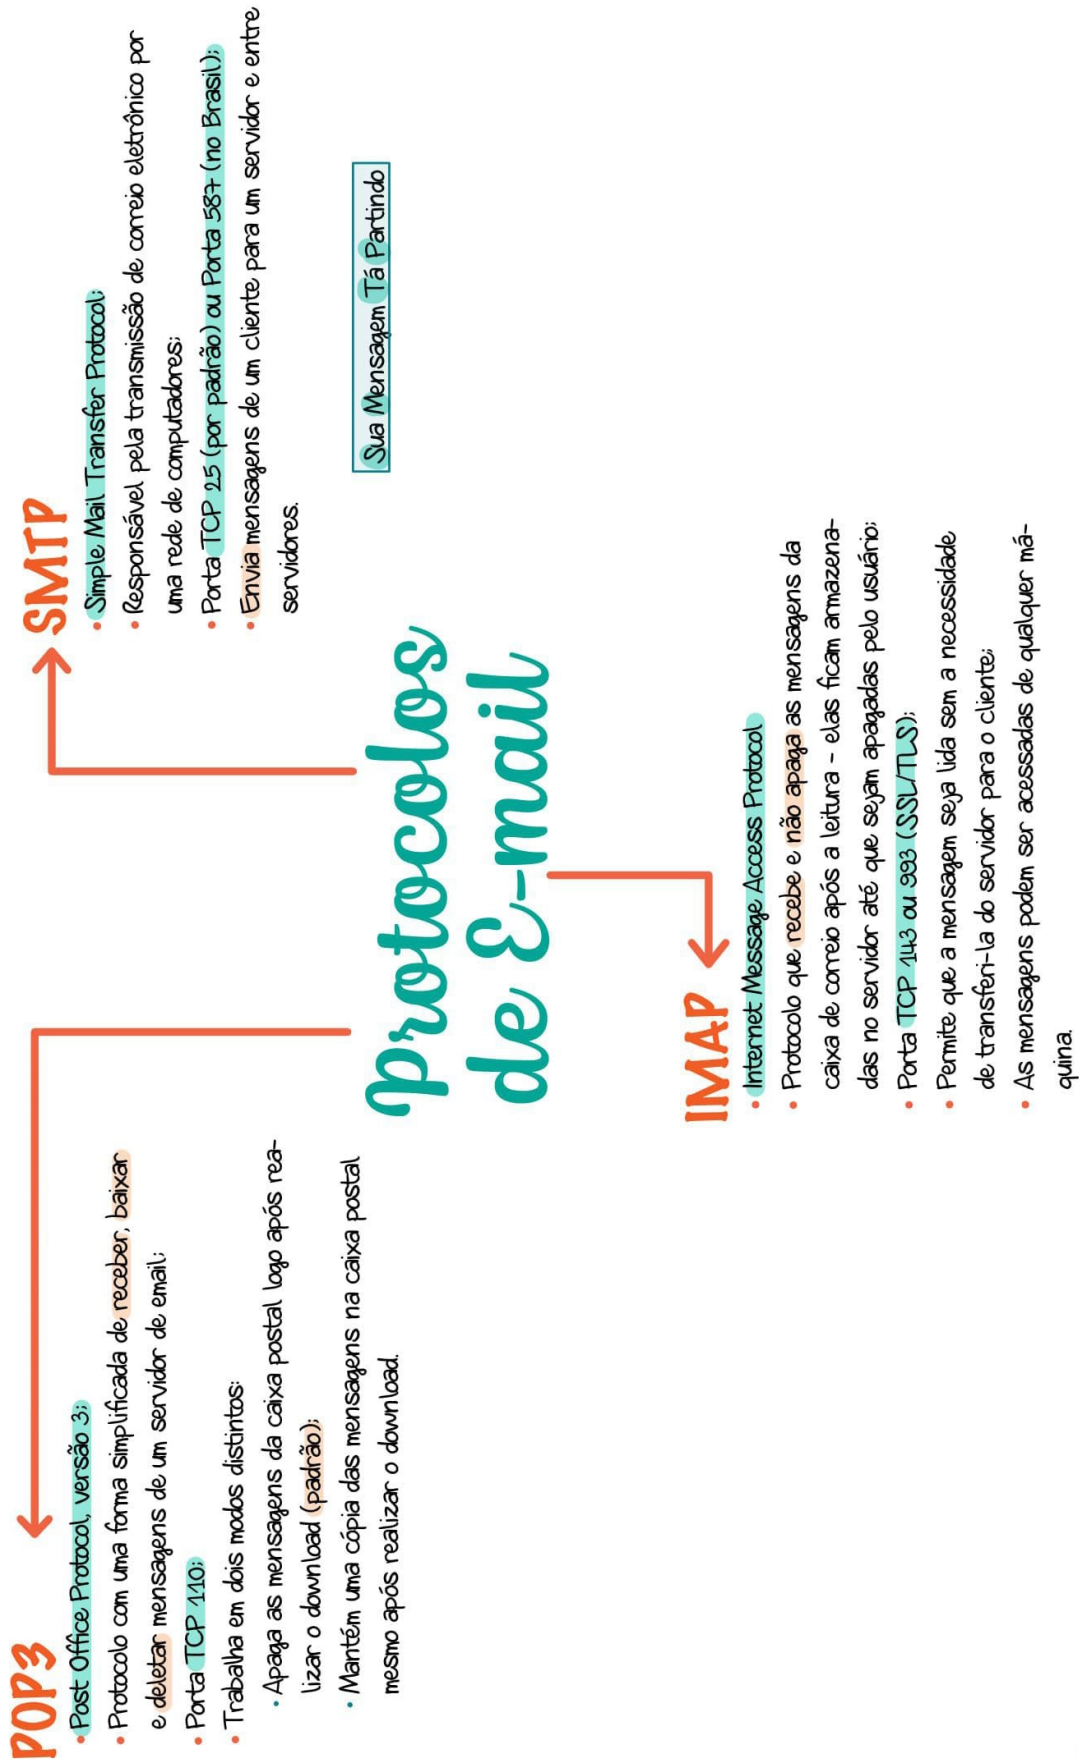 POP3
• Post Office Protocol, versão 3;
• Protocolo com uma forma simplificada de receber, baixar
e deletar mensagens de um servidor de email;
• Porta TCP 110;
• Trabalha em dois modos distintos:
• Apaga as mensagens da caixa postal logo após rea-
lizar o download (padrão);
• Mantém uma cópia das mensagens na caixa postal
mesmo após realizar o download.
SMTP
• Simple Mail Transfer Protocol;
• Responsável pela transmissão de correio eletrônico por
uma rede de computadores;
• Porta TCP 25 (por padrão) ou Porta 587 (no Brasil);
• Envia mensagens de um cliente para um servidor e entre
servidores.
Sua Mensagem Tá Partindo
Protocolos
de E-mail
IMAP
• Internet Message Access Protocol
• Protocolo que recebe e não apaga as mensagens da
caixa de correio após a leitura - elas ficam armazena-
das no servidor até que sejam apagadas pelo usuário;
• Porta TCP 143 ou 993 (SSL/TLS);
• Permite que a mensagem seja lida sem a necessidade
de transferi-la do servidor para o cliente;
• As mensagens podem ser acessadas de qualquer má-
quina.